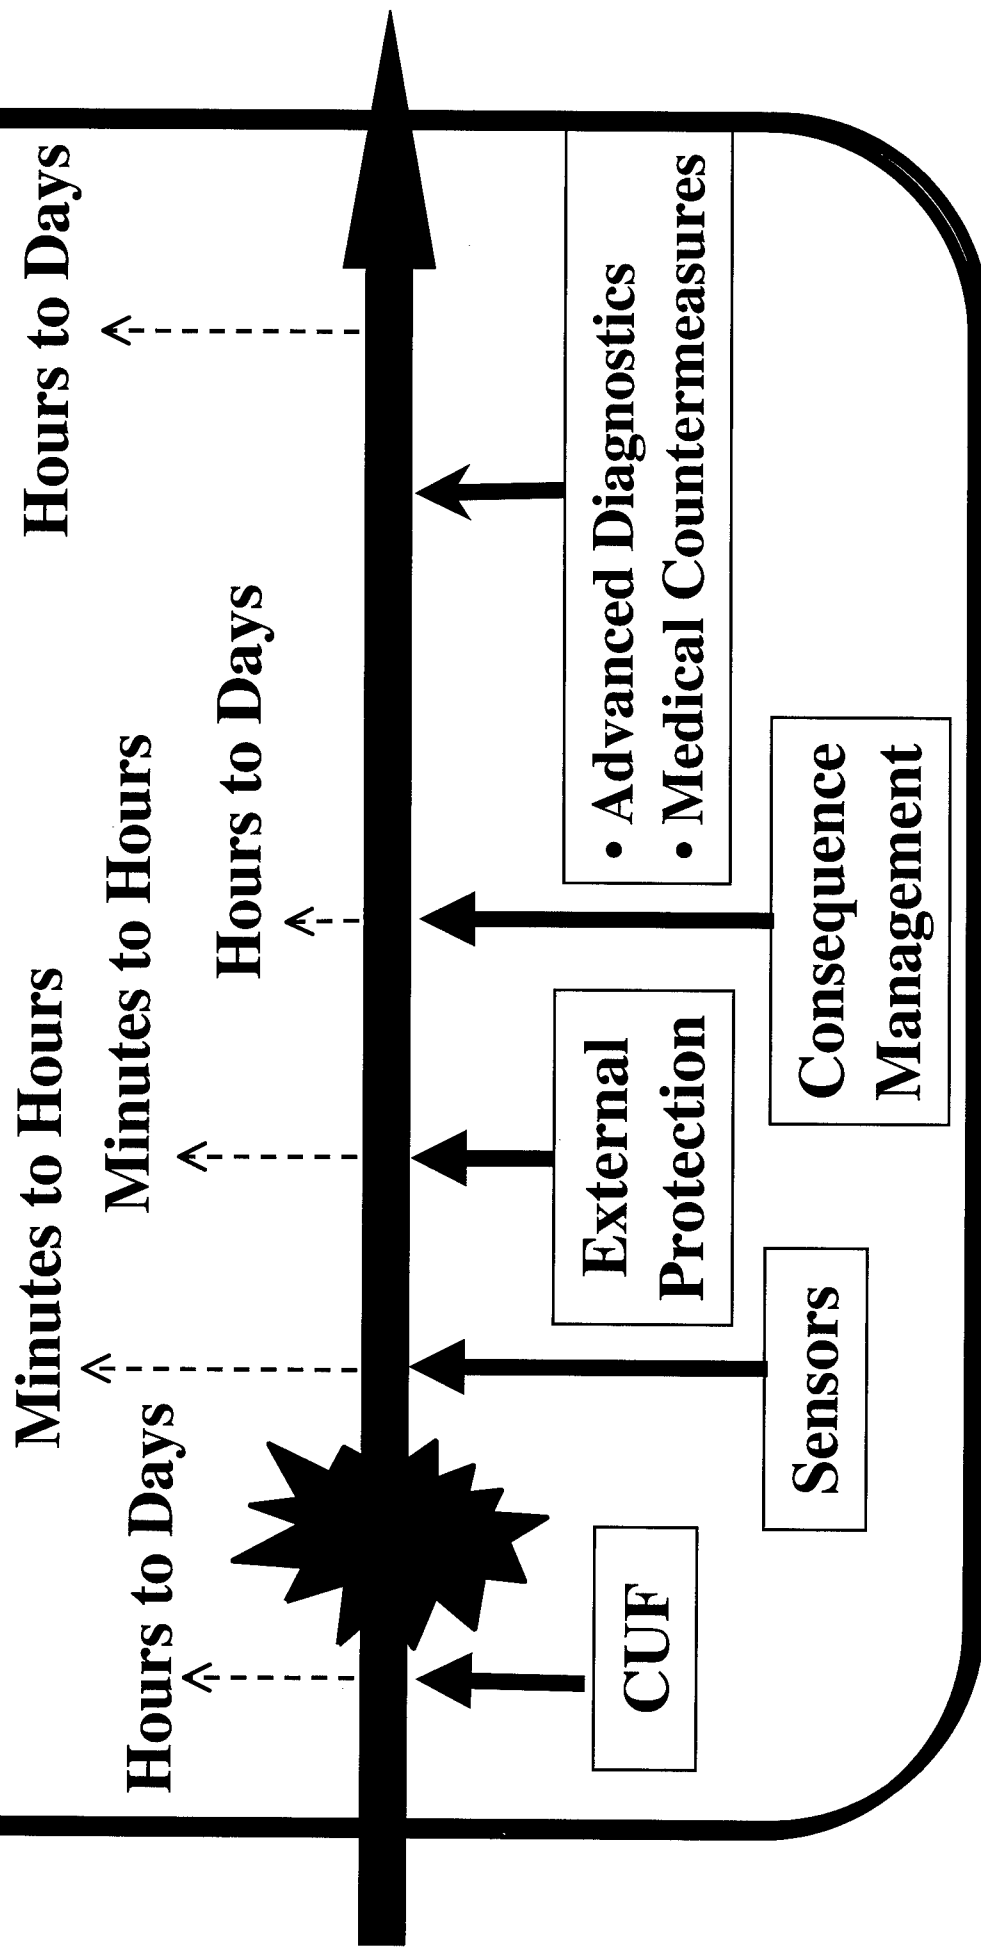 Hours to Days
Minutes to Hours
Minutes to Hours
Hours to Days
Hours to Days
CUF
Sensors
External
Protection
Consequence
Management
• Advanced Diagnostics
• Medical Countermeasures